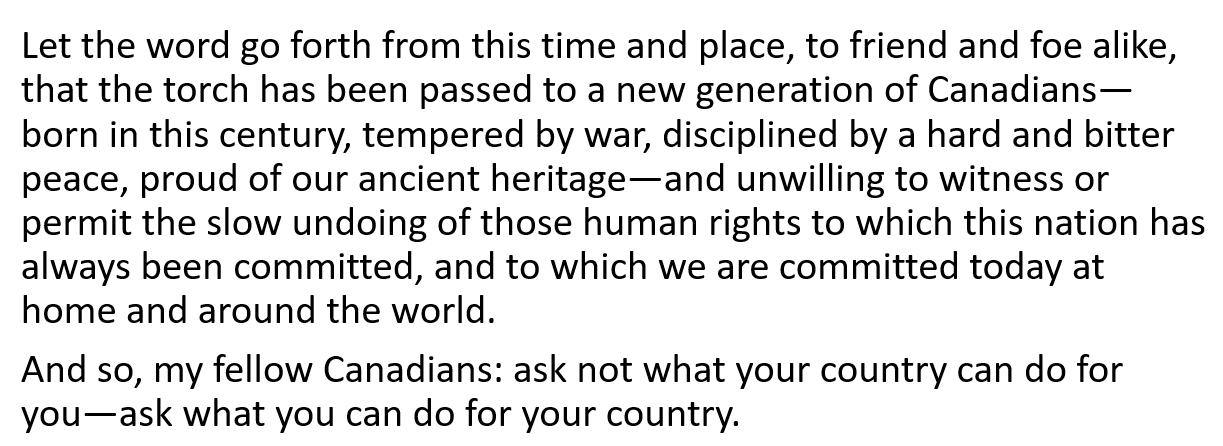 Let the word go forth from this time and place, to friend and foe alike,
that the torch has been passed to a new generation of Canadians—
born in this century, tempered by war, disciplined by a hard and bitter
peace, proud of our ancient heritage—and unwilling to witness or
permit the slow undoing of those human rights to which this nation has
always been committed, and to which we are committed today at
home and around the world.
And so, my fellow Canadians: ask not what your country can do for
you—ask what you can do for your country.